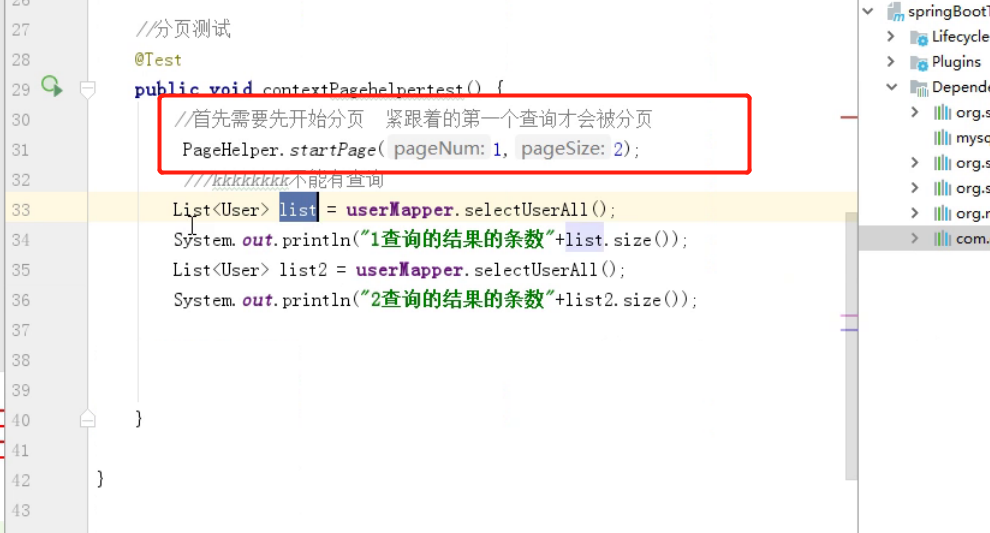 26
27 //分页测试
28 @Test
29 public void contextPagehelpertest() {
30 //首先需要先开始分页 紧跟着的第一个查询才会被分页
31 PageHelper.startPage( pageNum: 1, pageSize: 2);
32 ///kkkkkkkk不能有查询
33 List<User> list = userMapper.selectUserAll();
34 System.out.println("1查询的结果的条数"+list.size());
35 List<User> list2 = userMapper.selectUserAll();
36 System.out.println("2查询的结果的条数"+list2.size());
37
38
39
40 }
41
42 }
43
springBootT
Lifecycle
Plugins
Depende
org.s
mysq
org.s
org.s
org.r
com.